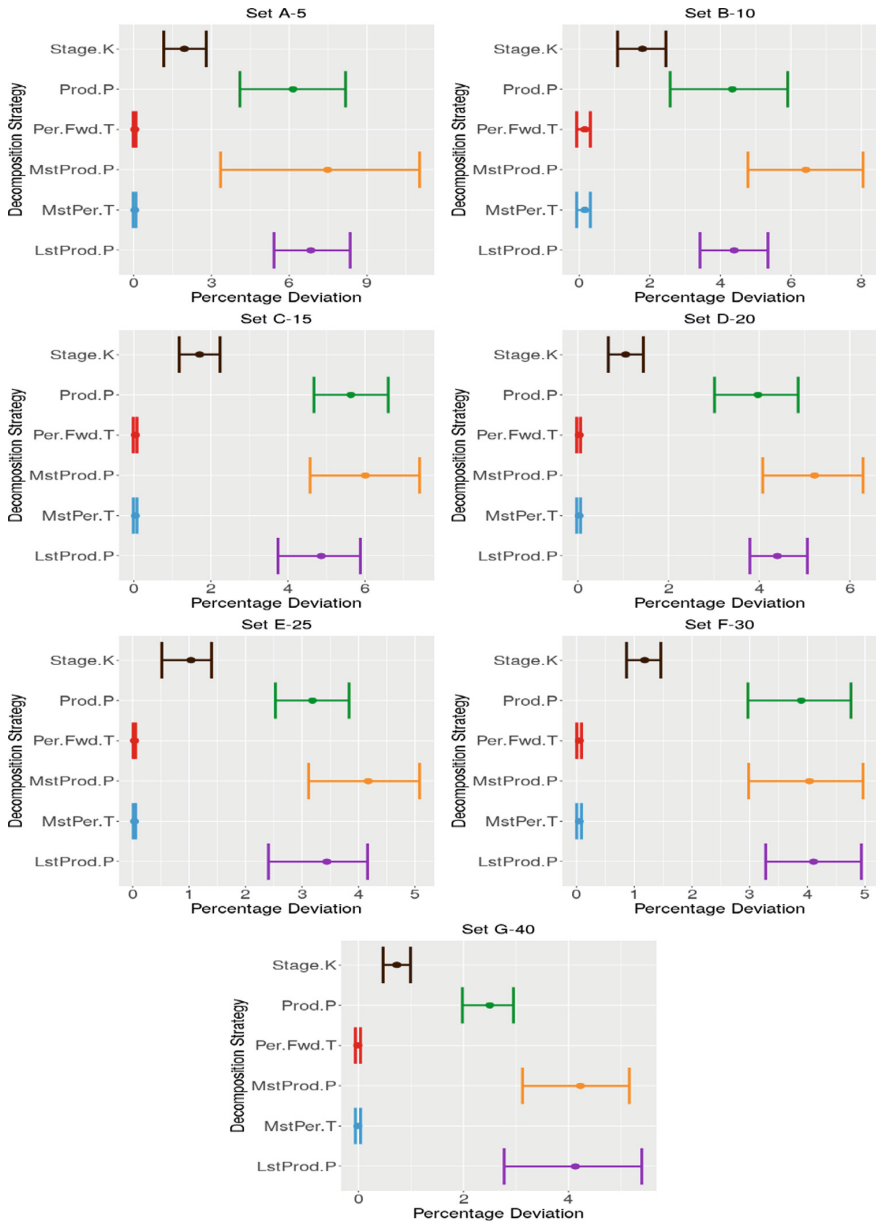 Set A-5
Decomposition Strategy
Stage.K
Prod.P
Per.Fwd.T
MstProd.P
MstPer.T
LstProd.P
0 3 6 9
Percentage Deviation
Set B-10
Decomposition Strategy
Stage.K
Prod.P
Per.Fwd.T
MstProd.P
MstPer.T
LstProd.P
0 2 4 6 8
Percentage Deviation
Set C-15
Decomposition Strategy
Stage.K
Prod.P
Per.Fwd.T
MstProd.P
MstPer.T
LstProd.P
0 2 4 6
Percentage Deviation
Set D-20
Decomposition Strategy
Stage.K
Prod.P
Per.Fwd.T
MstProd.P
MstPer.T
LstProd.P
0 2 4 6
Percentage Deviation
Set E-25
Decomposition Strategy
Stage.K
Prod.P
Per.Fwd.T
MstProd.P
MstPer.T
LstProd.P
0 1 2 3 4 5
Percentage Deviation
Set F-30
Decomposition Strategy
Stage.K
Prod.P
Per.Fwd.T
MstProd.P
MstPer.T
LstProd.P
0 1 2 3 4 5
Percentage Deviation
Set G-40
Decomposition Strategy
Stage.K
Prod.P
Per.Fwd.T
MstProd.P
MstPer.T
LstProd.P
0 2 4
Percentage Deviation